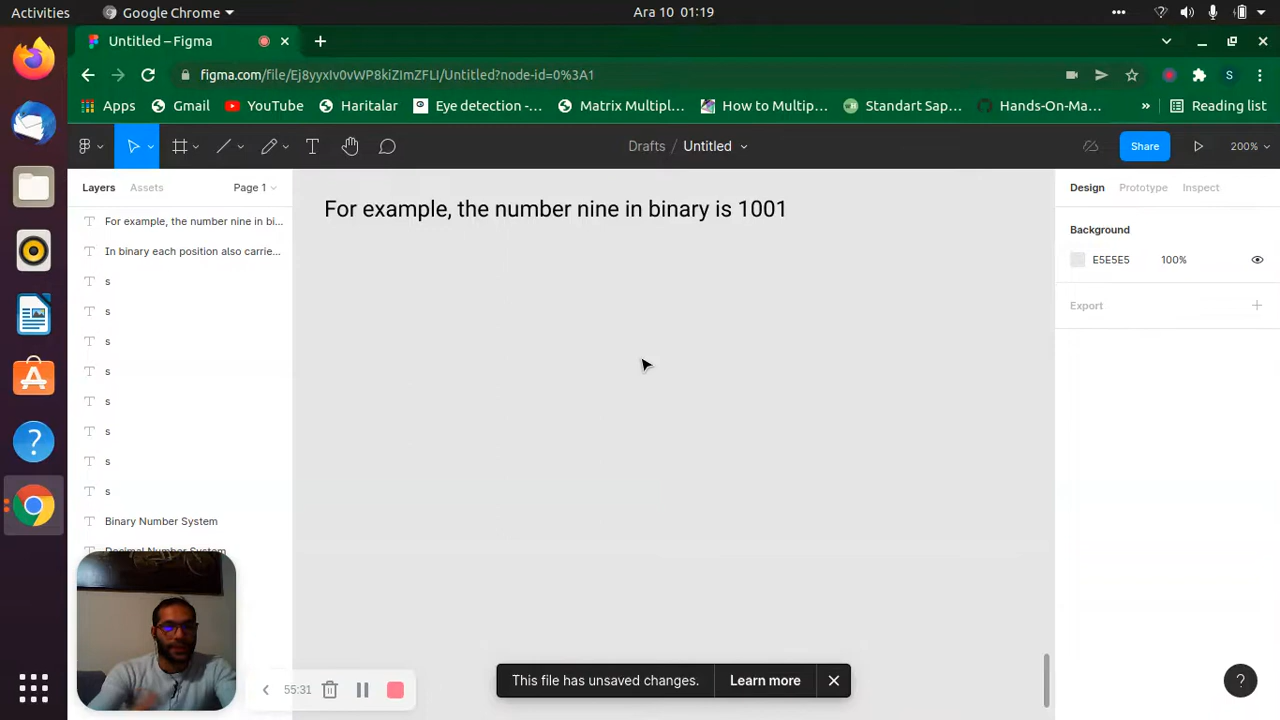 Activities
Google Chrome
Ara 10 01:19
Untitled – Figma
figma.com/file/Ej8yyxIv0vWP8kiZImZFLI/Untitled?node-id=0%3A1
S
Apps
Gmail
YouTube
Haritalar
Eye detection -...
Matrix Multipl...
How to Multip...
Standart Sap...
Hands-On-Ma...
»
Reading list
Drafts / Untitled
Share
200%
Layers
Assets
Page 1
For example, the number nine in bi...
In binary each position also carrie...
s
s
s
s
s
s
s
s
Binary Number System
Decimal Number System
For example, the number nine in binary is 1001
Design
Prototype
Inspect
Background
E5E5E5
100%
Export
55:31
This file has unsaved changes.
Learn more
?